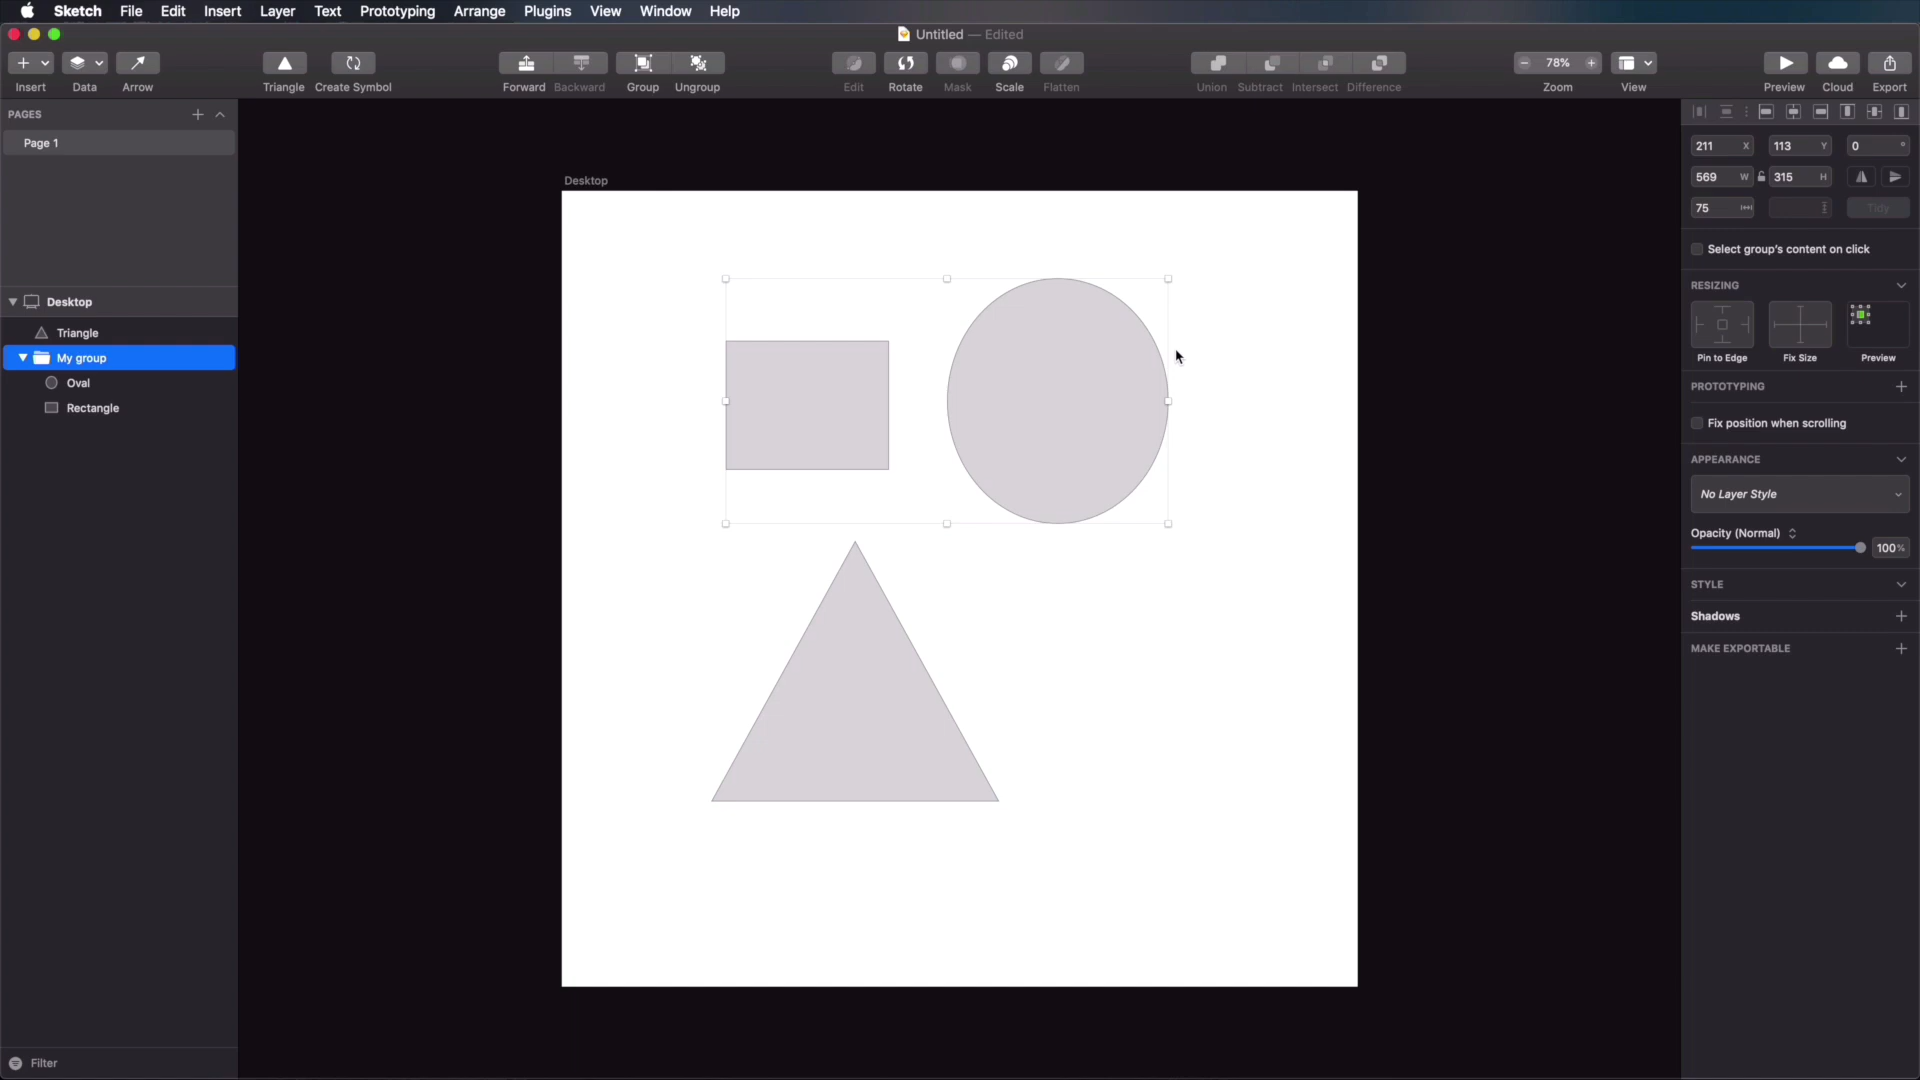 Sketch File Edit Insert Layer Text Prototyping Arrange Plugins View Window Help
Untitled — Edited
78%
Insert Data Arrow Triangle Create Symbol Forward Backward Group Ungroup Edit Rotate Mask Scale Flatten Union Subtract Intersect Difference Zoom View Preview Cloud Export
PAGES
Page 1
Desktop
Triangle
My group
Oval
Rectangle
Filter
Desktop
211 X 113 Y 0 °
569 W 315 H
75 Tidy
Select group's content on click
RESIZING
Pin to Edge Fix Size Preview
PROTOTYPING
Fix position when scrolling
APPEARANCE
No Layer Style
Opacity (Normal)
100%
STYLE
Shadows
MAKE EXPORTABLE